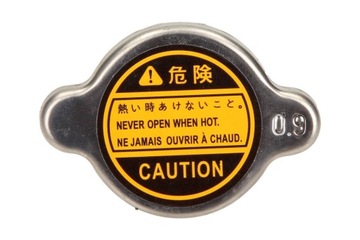 危険
熱い時あけないこと。
NEVER OPEN WHEN HOT.
NE JAMAIS OUVRIR À CHAUD.
CAUTION
0.9